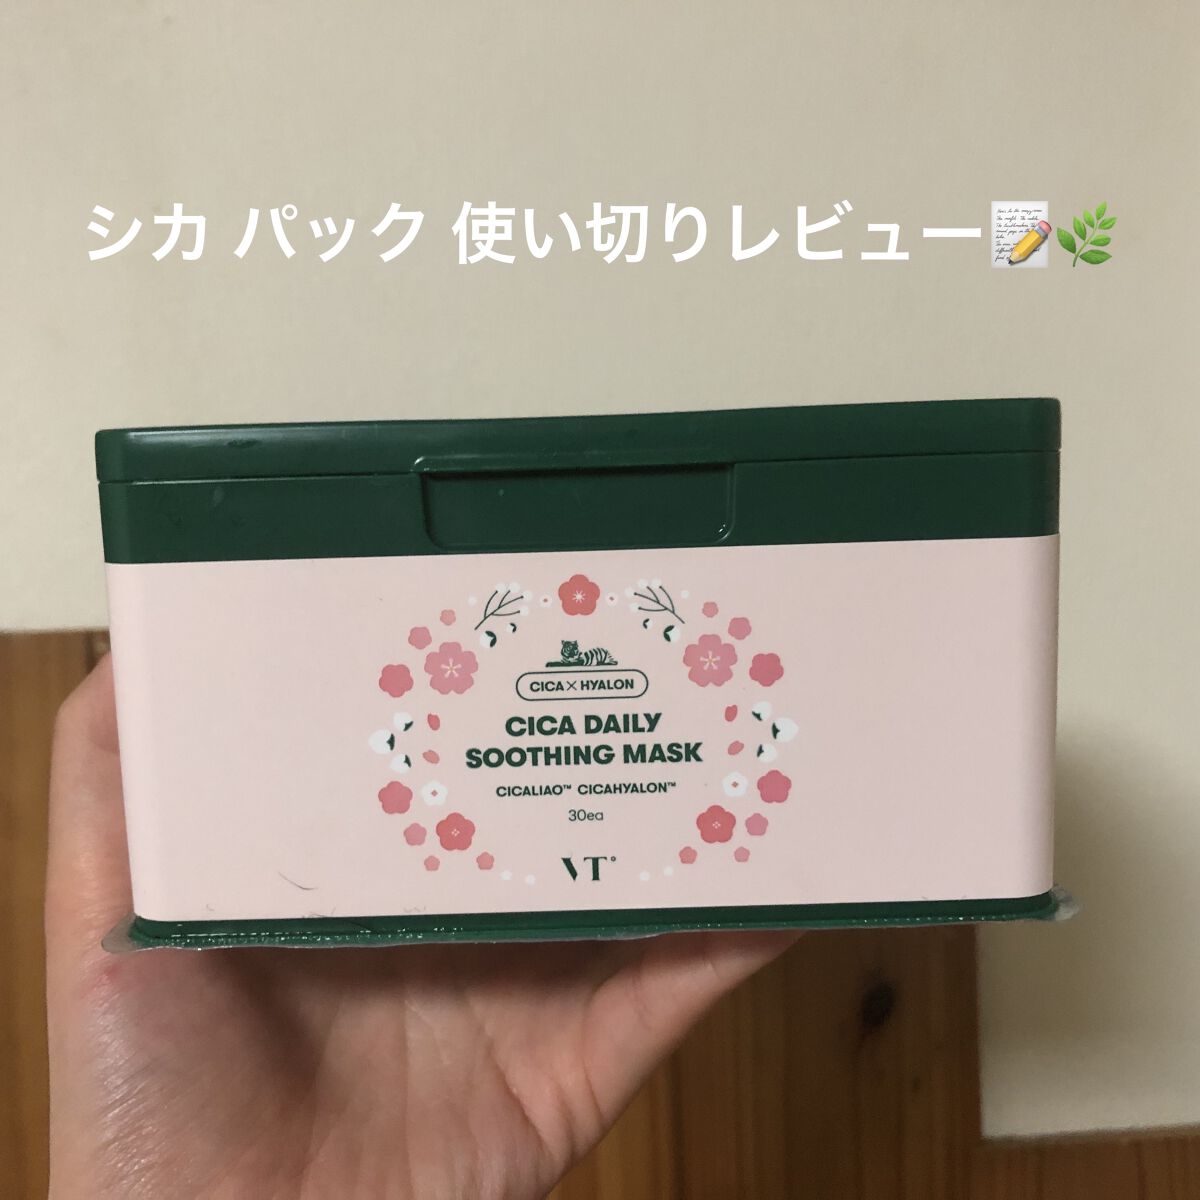 シカ パック 使い切りレビュー📝🌿
CICA×HYALON
CICA DAILY
SOOTHING MASK
CICALIAO™ CICAHYALON™
30ea
VT°